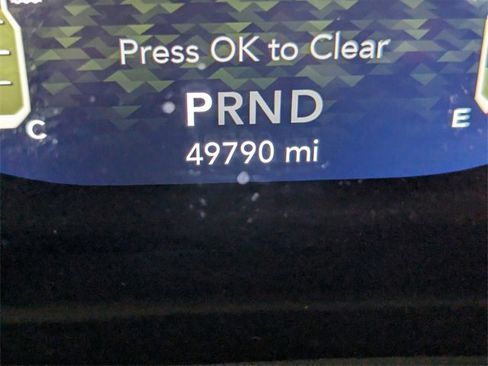 Press OK to Clear
PRND
C
E
49790 mi